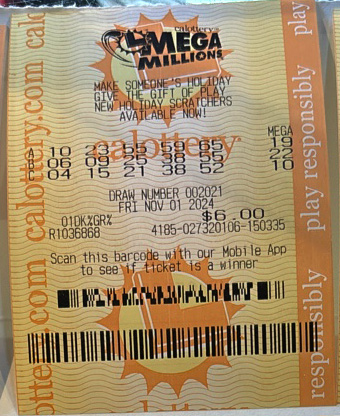 calottery's
MEGA
MILLIONS
MAKE SOMEONE'S HOLIDAY
GIVE THE GIFT OF PLAY
NEW HOLIDAY SCRATCHERS
AVAILABLE NOW!
calottery
MEGA
A 10 23 55 59 65 19
06 09 38 22
C 04 15 21 38 52 10
DRAW NUMBER 002021
FRI NOV 01 2024
$6.00
01DK%GR%
R1036868 4185-027320106-150335
Scan this barcode with our Mobile App
to see if ticket is a winner
calottery.com
play responsibly